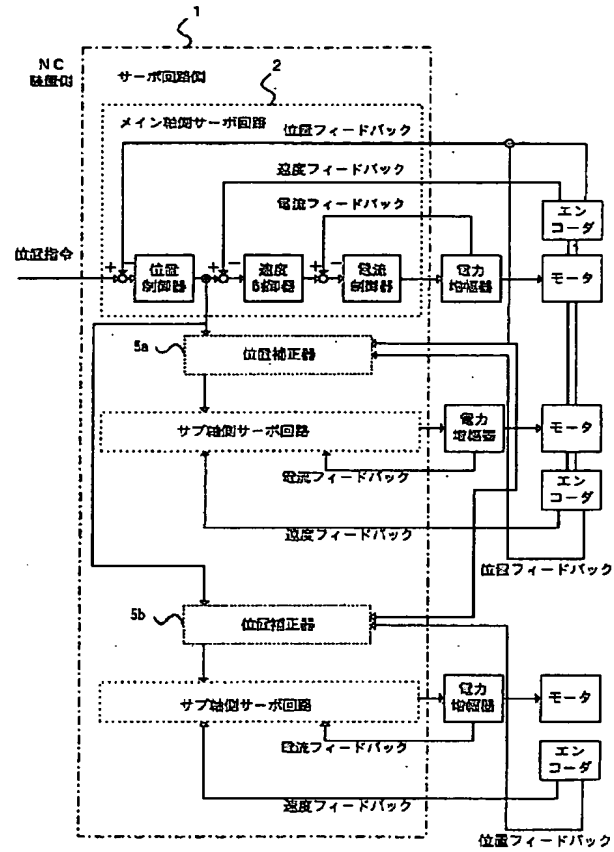 1
NC
装置側
サーボ回路側
2
メイン軸側サーボ回路
位置フィードバック
速度フィードバック
電流フィードバック
エン
コーダ
位置指令
+
−
位置
制御器
+
−
速度
制御器
+
−
電流
制御器
電力
増幅器
モータ
5a
位置補正器
サブ軸側サーボ回路
電力
増幅器
モータ
電流フィードバック
エン
コーダ
速度フィードバック
位置フィードバック
5b
位置補正器
サブ軸側サーボ回路
電力
増幅器
モータ
電流フィードバック
エン
コーダ
速度フィードバック
位置フィードバック